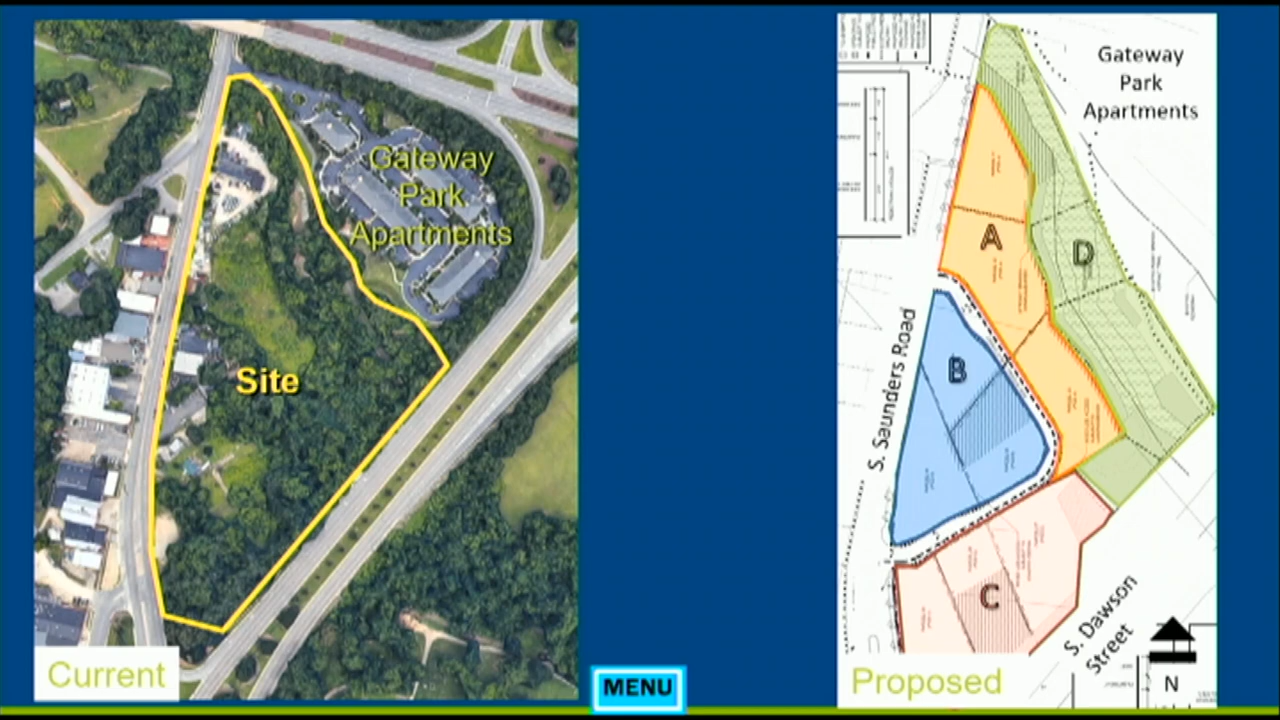 Gateway
Park
Apartments
Site
Current
MENU
Gateway
Park
Apartments
A
D
B
C
S. Saunders Road
S. Dawson
Street
N
Proposed